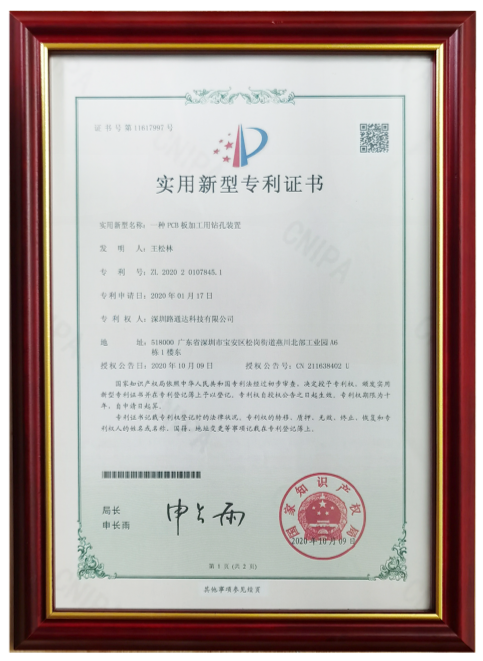 证书号第11617997号
实用新型专利证书
实用新型名称：一种PCB板加工用钻孔装置
发 明 人：王松林
专 利 号：ZL 2020 2 0107845.1
专利申请日：2020年01月17日
专 利 权 人：深圳路通达科技有限公司
地 址：518000 广东省深圳市宝安区松岗街道燕川北部工业园A6
栋1楼东
授权公告日：2020年10月09日 授权公告号：CN 211638402 U
国家知识产权局依照中华人民共和国专利法经过初步审查，决定授予专利权，颁发实用
新型专利证书并在专利登记簿上予以登记。专利权自授权公告之日起生效。专利权期限为十
年，自申请日起算。
专利证书记载专利权登记时的法律状况。专利权的转移、质押、无效、终止、恢复和专
利权人的姓名或名称、国籍、地址变更等事项记载在专利登记簿上。
局长
申长雨
申长雨
国家知识产权局
2020年10月09日
第1页(共2页)
其他事项参见续页
CNIPA